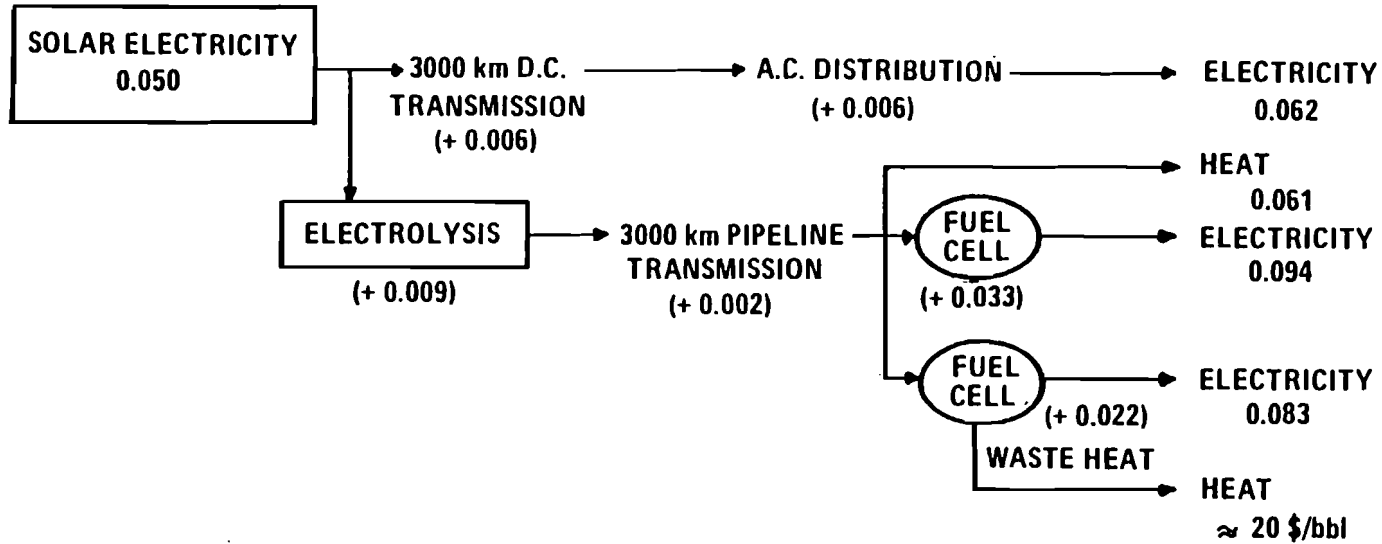 SOLAR ELECTRICITY
0.050
3000 km D.C.
TRANSMISSION
(+ 0.006)
A.C. DISTRIBUTION
(+ 0.006)
ELECTRICITY
0.062
HEAT
0.061
ELECTROLYSIS
(+ 0.009)
3000 km PIPELINE
TRANSMISSION
(+ 0.002)
FUEL
CELL
(+ 0.033)
ELECTRICITY
0.094
FUEL
CELL
(+ 0.022)
ELECTRICITY
0.083
WASTE HEAT
HEAT
≈ 20 $/bbl